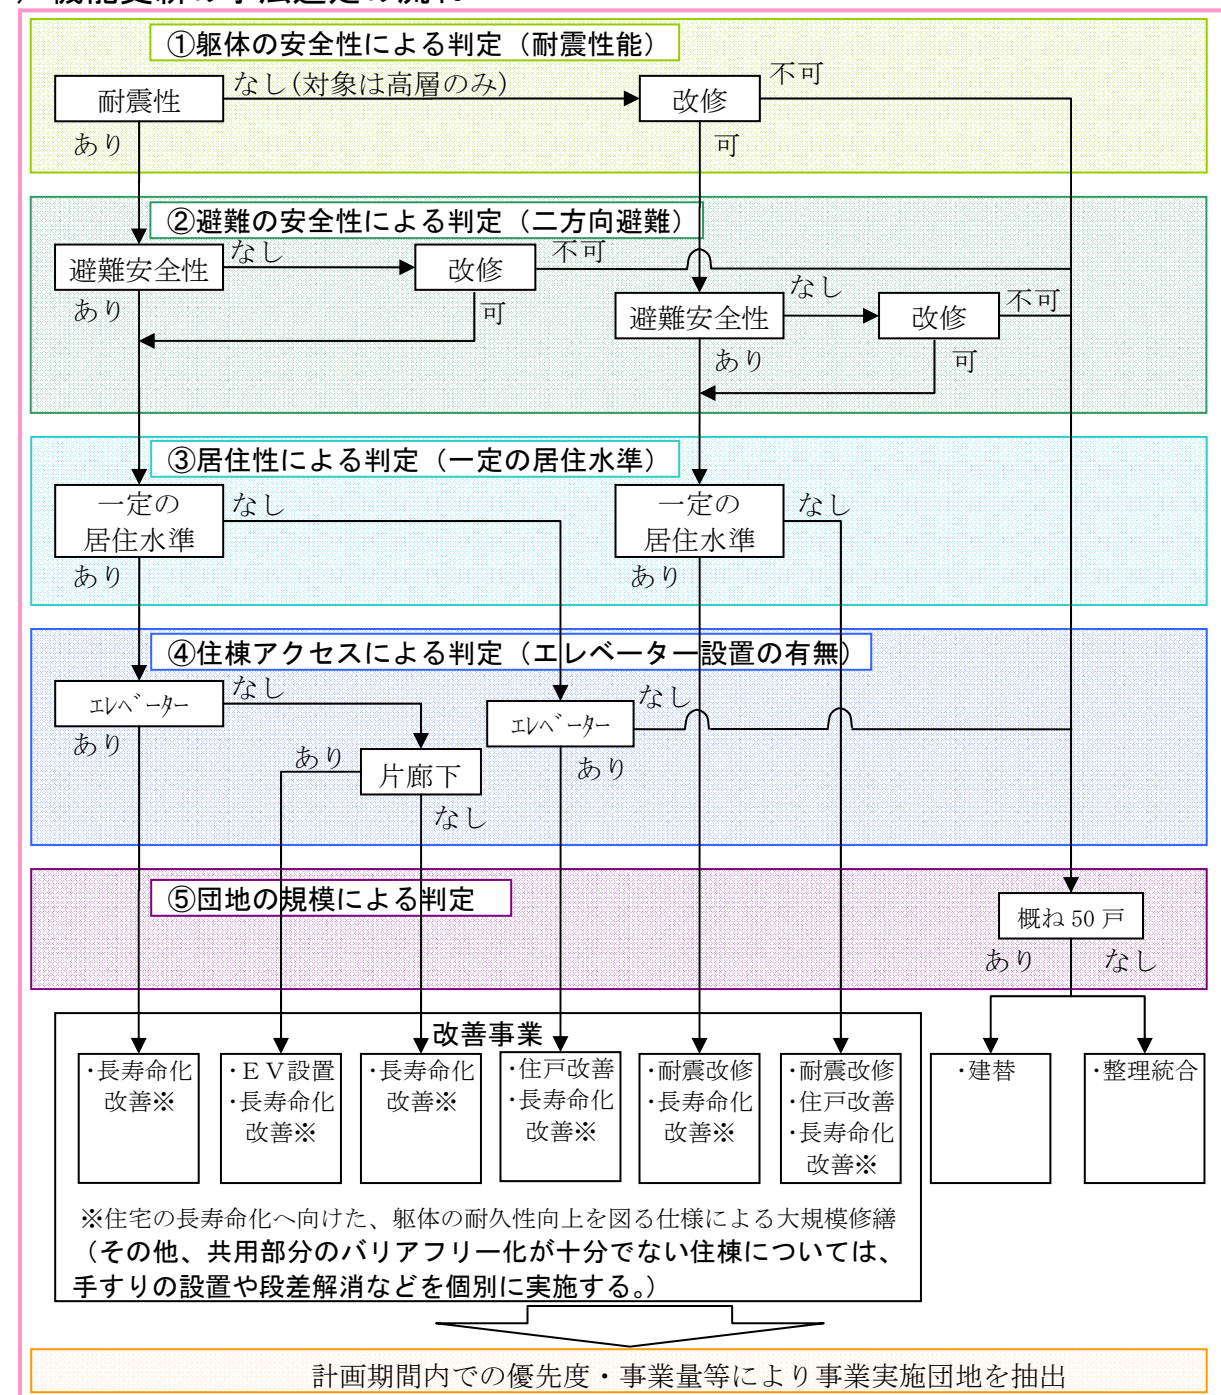 ①躯体の安全性による判定（耐震性能）
耐震性
なし(対象は高層のみ)
改修
不可
あり
可
②避難の安全性による判定（二方向避難）
避難安全性
なし
改修
不可
あり
可
避難安全性
なし
改修
不可
あり
可
③居住性による判定（一定の居住水準）
一定の
居住水準
なし
あり
一定の
居住水準
なし
あり
④住棟アクセスによる判定（エレベーター設置の有無）
エレベーター
なし
あり
片廊下
あり
なし
エレベーター
なし
あり
⑤団地の規模による判定
概ね 50 戸
あり
なし
改善事業
・長寿命化
改善※
・ＥＶ設置
・長寿命化
改善※
・長寿命化
改善※
・住戸改善
・長寿命化
改善※
・耐震改修
・長寿命化
改善※
・耐震改修
・住戸改善
・長寿命化
改善※
・建替
・整理統合
※住宅の長寿命化へ向けた、躯体の耐久性向上を図る仕様による大規模修繕
（その他、共用部分のバリアフリー化が十分でない住棟については、
手すりの設置や段差解消などを個別に実施する。）
計画期間内での優先度・事業量等により事業実施団地を抽出